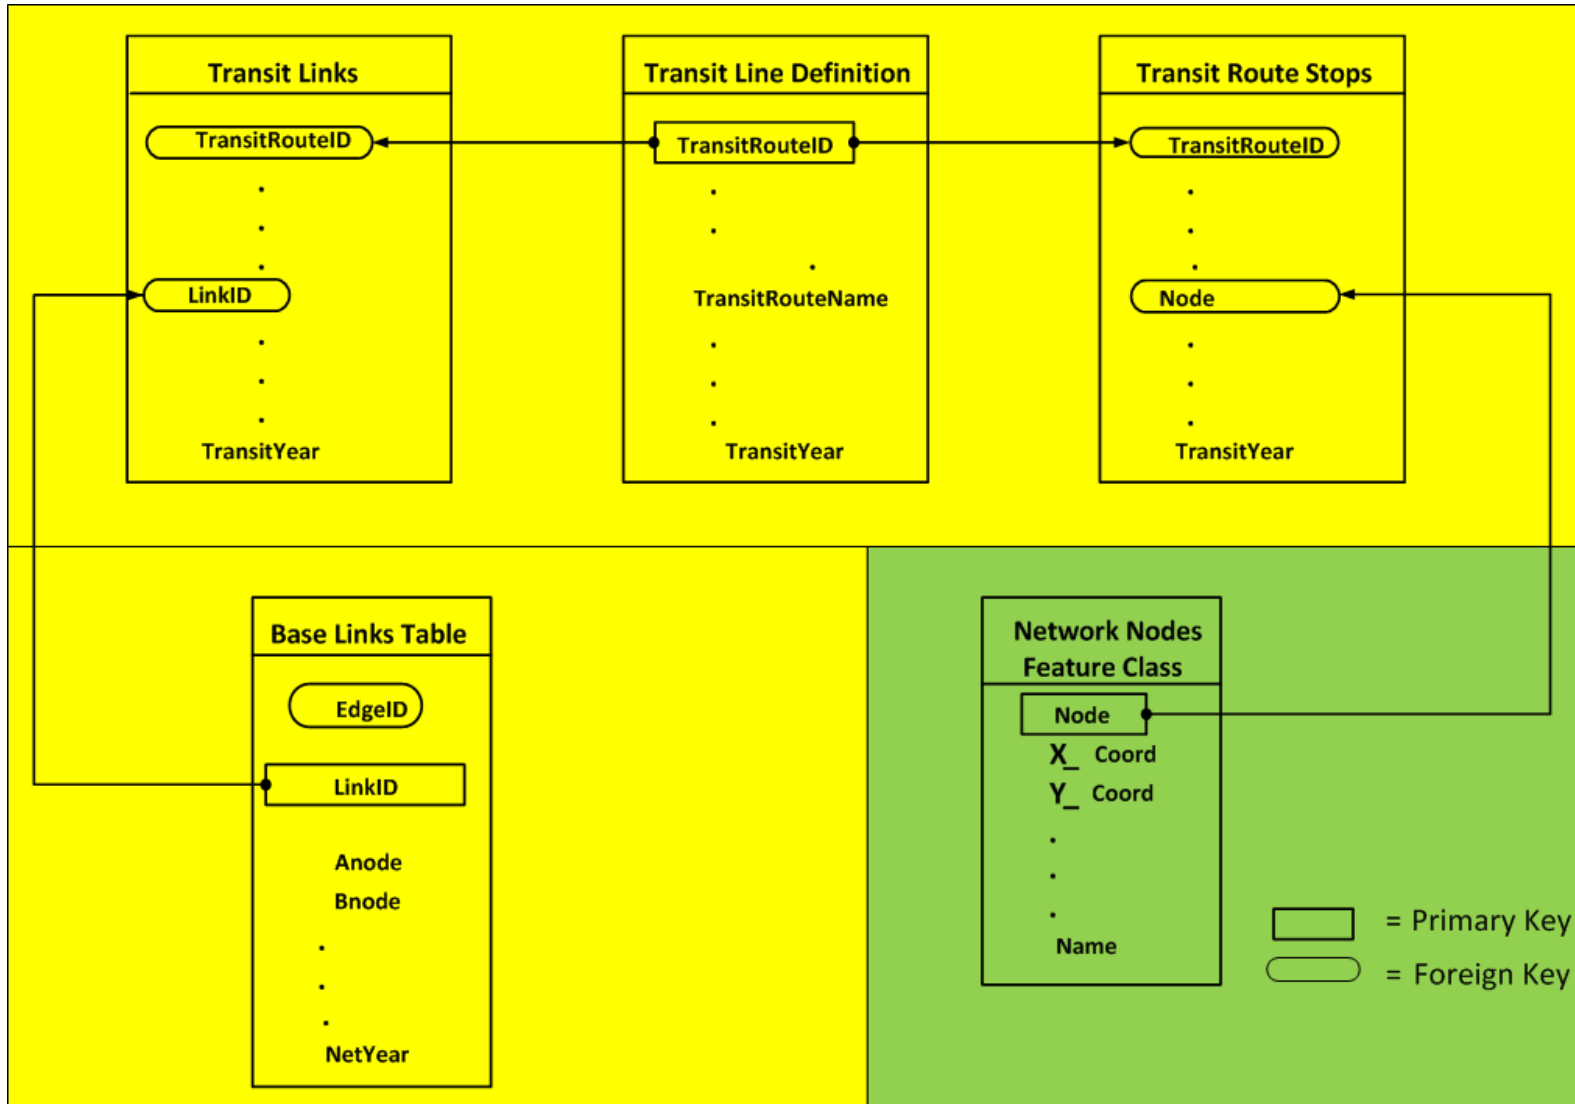 Transit Links
TransitRouteID
.
.
.
LinkID
.
.
.
TransitYear
Transit Line Definition
TransitRouteID
.
.
.
TransitRouteName
.
.
.
TransitYear
Transit Route Stops
TransitRouteID
.
.
.
Node
.
.
.
TransitYear
Base Links Table
EdgeID
LinkID
Anode
Bnode
.
.
.
NetYear
Network Nodes
Feature Class
Node
X_ Coord
Y_ Coord
.
.
.
Name
= Primary Key
= Foreign Key